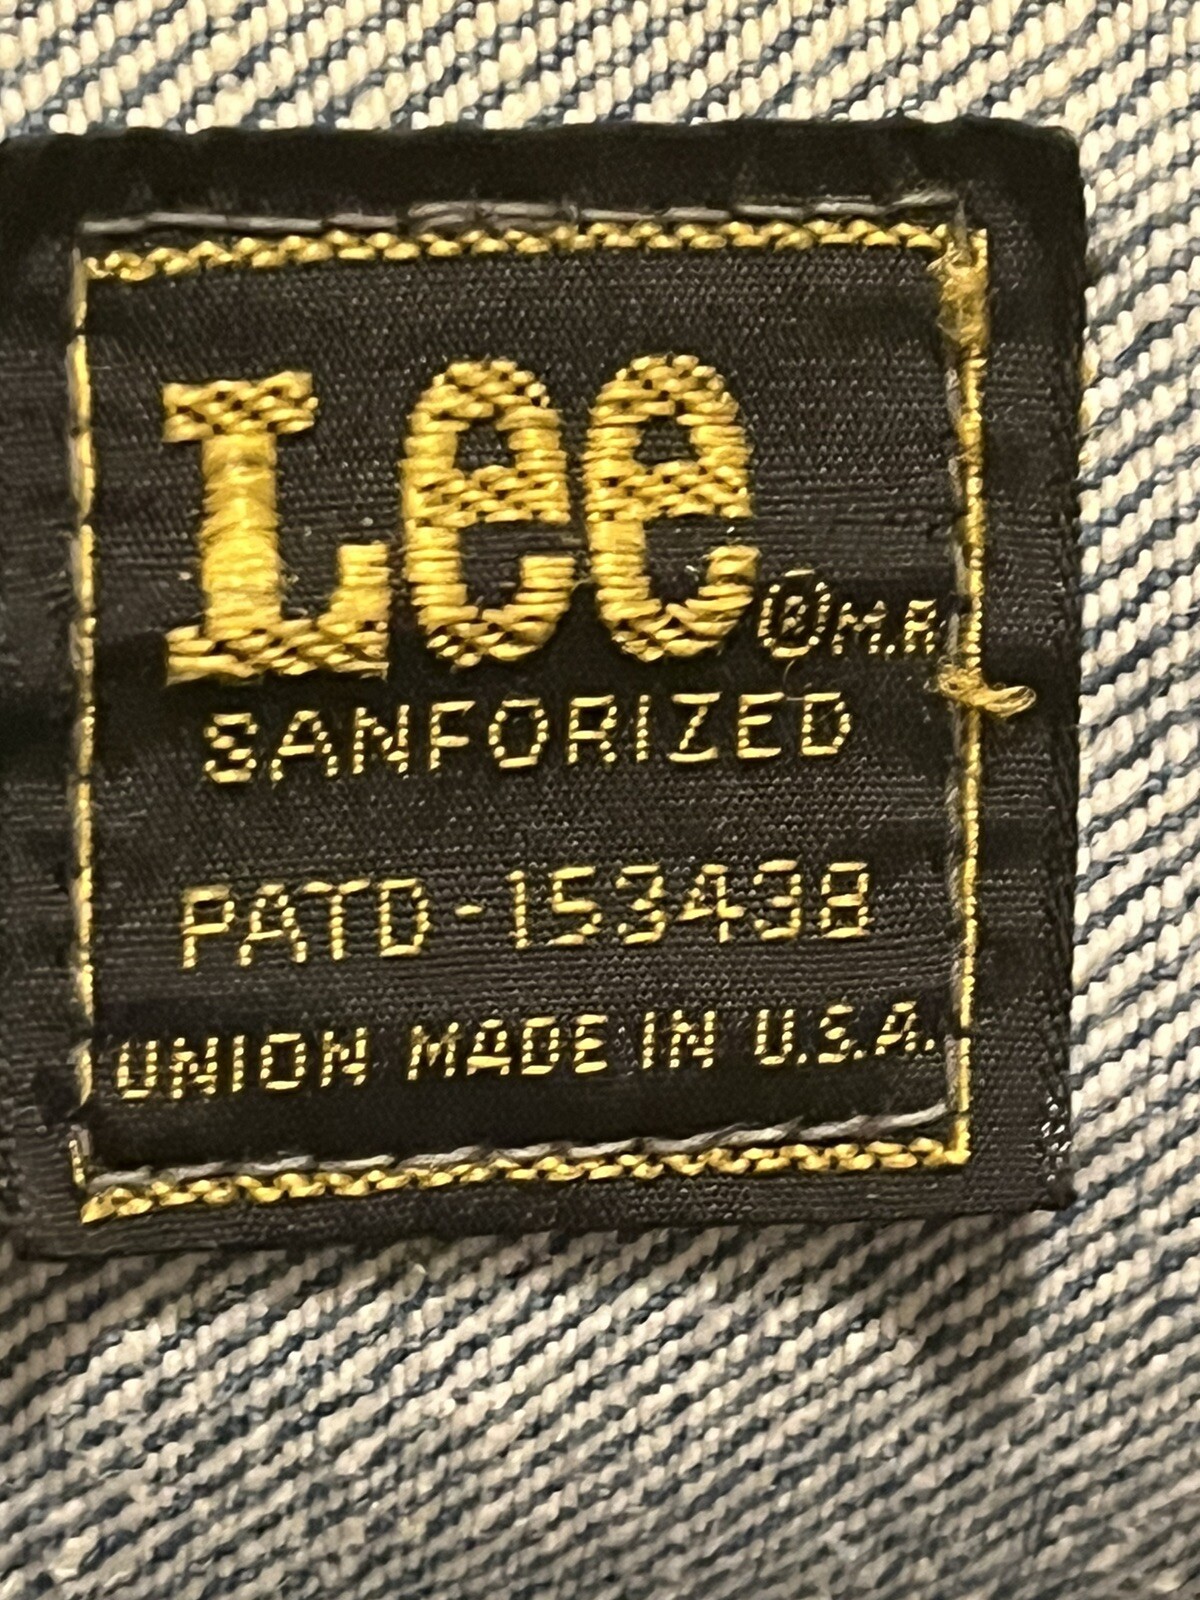 Lee ® M.R.
SANFORIZED
PATD-153438
UNION MADE IN U.S.A.